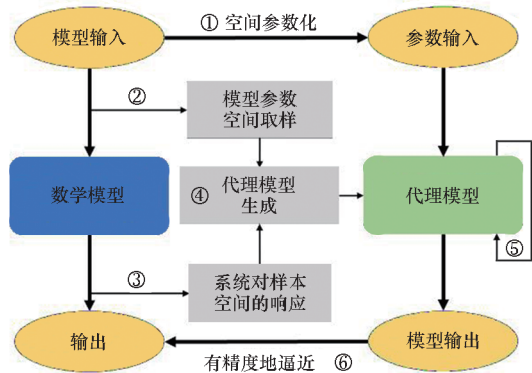 模型输入
① 空间参数化
参数输入
②
模型参数
空间取样
数学模型
④ 代理模型
生成
代理模型
⑤
③
系统对样本
空间的响应
输出
模型输出
有精度地逼近 ⑥